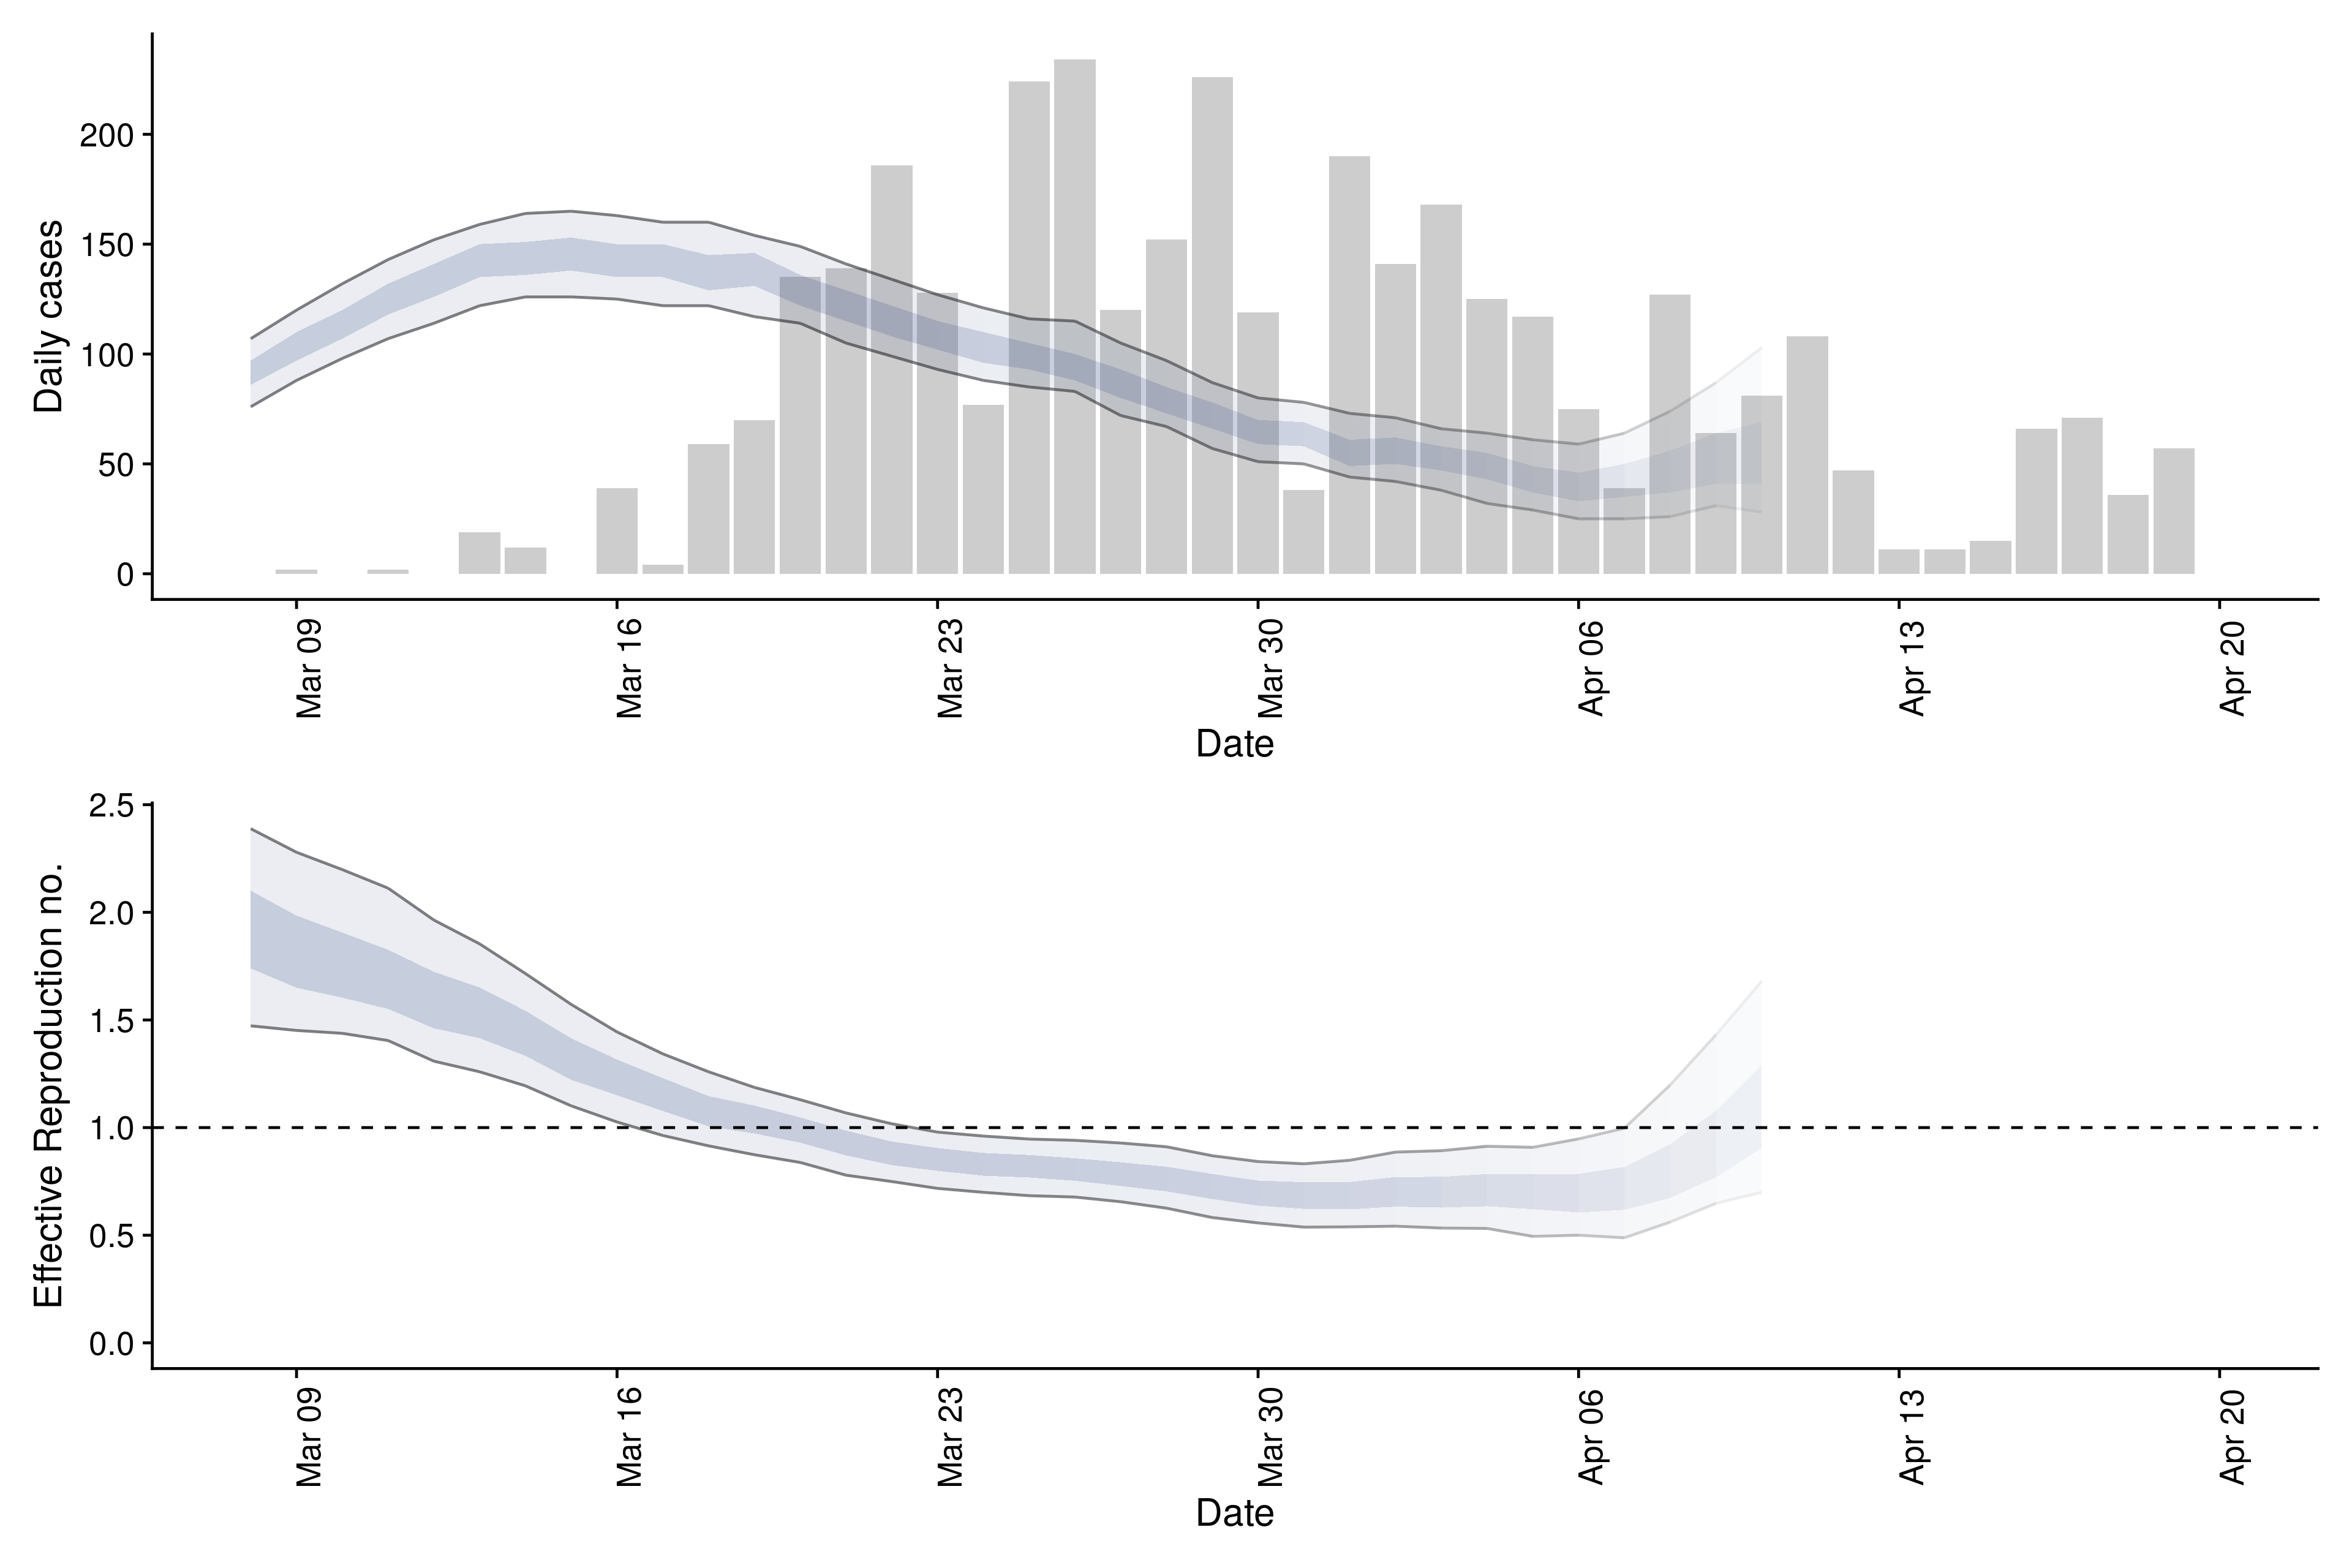 Daily cases
200
150
100
50
0
Mar 09
Mar 16
Mar 23
Mar 30
Apr 06
Apr 13
Apr 20
Date
Effective Reproduction no.
2.5
2.0
1.5
1.0
0.5
0.0
Mar 09
Mar 16
Mar 23
Mar 30
Apr 06
Apr 13
Apr 20
Date